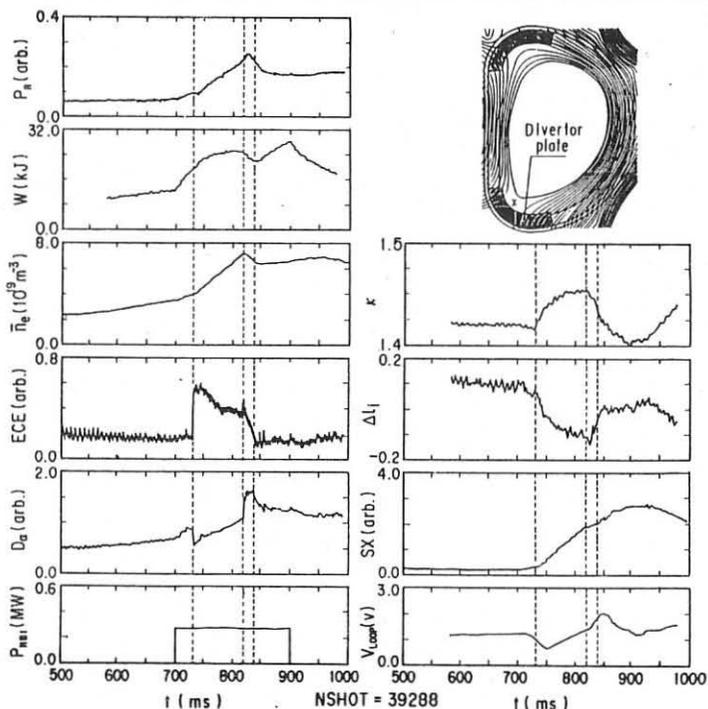 0.4
P_R (arb.)
0.0
32.0
W (kJ)
0.0
8.0
n̄_e (10^19 m^-3)
0.0
0.8
ECE (arb.)
0.0
2.0
D_α (arb.)
0.0
0.6
P_NBI (MW)
0.0
500 600 700 800 900 1000
t (ms)
Divertor
plate
x
1.5
κ
1.4
0.2
Δl_i
-0.2
4.0
SX (arb.)
0.0
3.0
V_LOOP (v)
0.0
500 600 700 800 900 1000
t (ms)
NSHOT = 39288